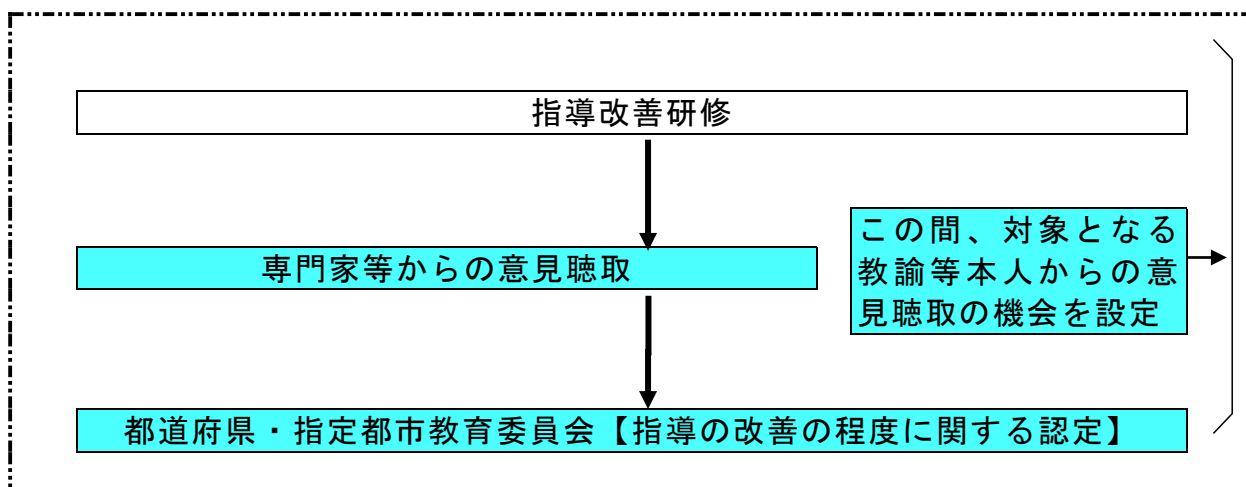 指導改善研修
専門家等からの意見聴取
この間、対象となる
教諭等本人からの意
見聴取の機会を設定
都道府県・指定都市教育委員会【指導の改善の程度に関する認定】